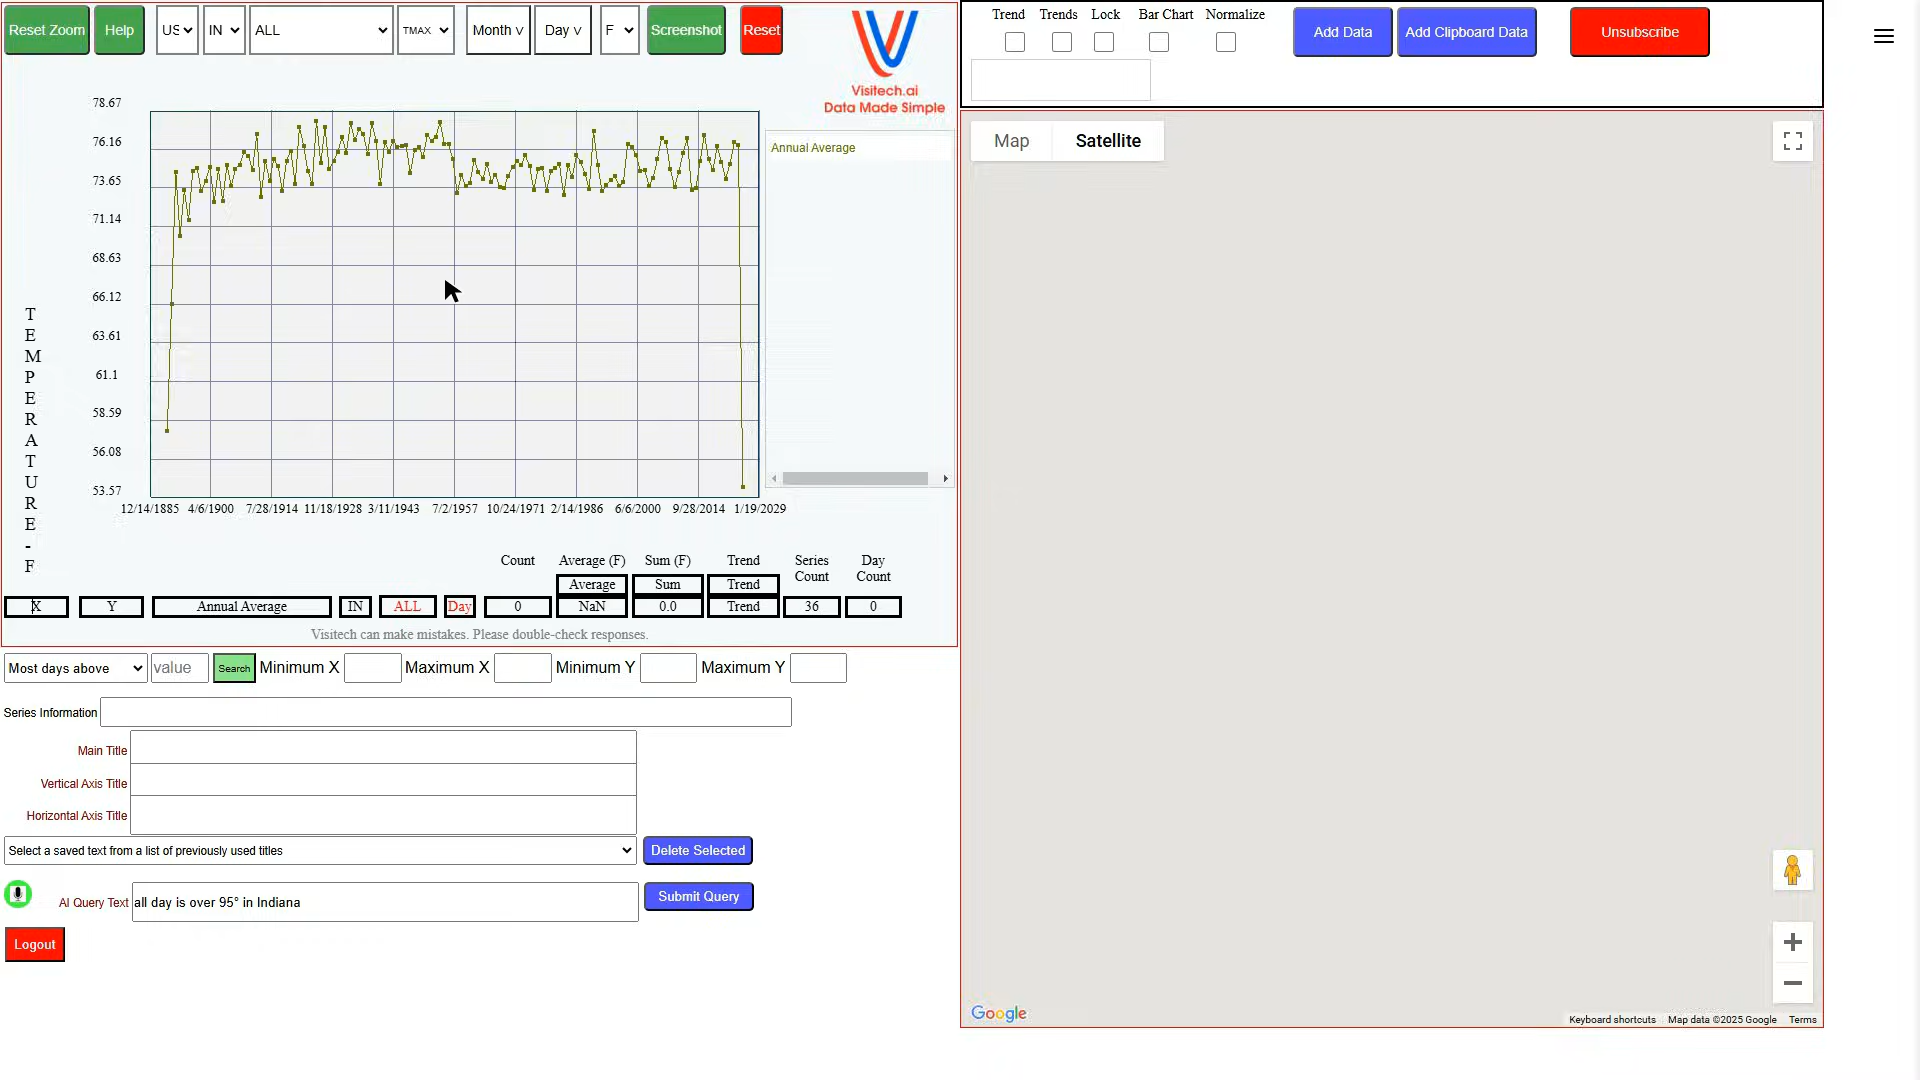 Reset Zoom Help US IN ALL TMAX Month v Day v F Screenshot Reset
Visitech.ai
Data Made Simple
Trend Trends Lock Bar Chart Normalize
Add Data Add Clipboard Data Unsubscribe
Map Satellite
Annual Average
78.67
76.16
73.65
71.14
68.63
66.12
63.61
61.1
58.59
56.08
53.57
TEMPERATURE-F
12/14/1885 4/6/1900 7/28/1914 11/18/1928 3/11/1943 7/2/1957 10/24/1971 2/14/1986 6/6/2000 9/28/2014 1/19/2029
Count Average (F) Sum (F) Trend Series Count Day Count
Average Sum Trend
X Y Annual Average IN ALL Day 0 NaN 0.0 Trend 36 0
Visitech can make mistakes. Please double-check responses.
Most days above value Search Minimum X Maximum X Minimum Y Maximum Y
Series Information
Main Title
Vertical Axis Title
Horizontal Axis Title
Select a saved text from a list of previously used titles Delete Selected
AI Query Text all day is over 95° in Indiana Submit Query
Logout
Google
Keyboard shortcuts Map data ©2025 Google Terms